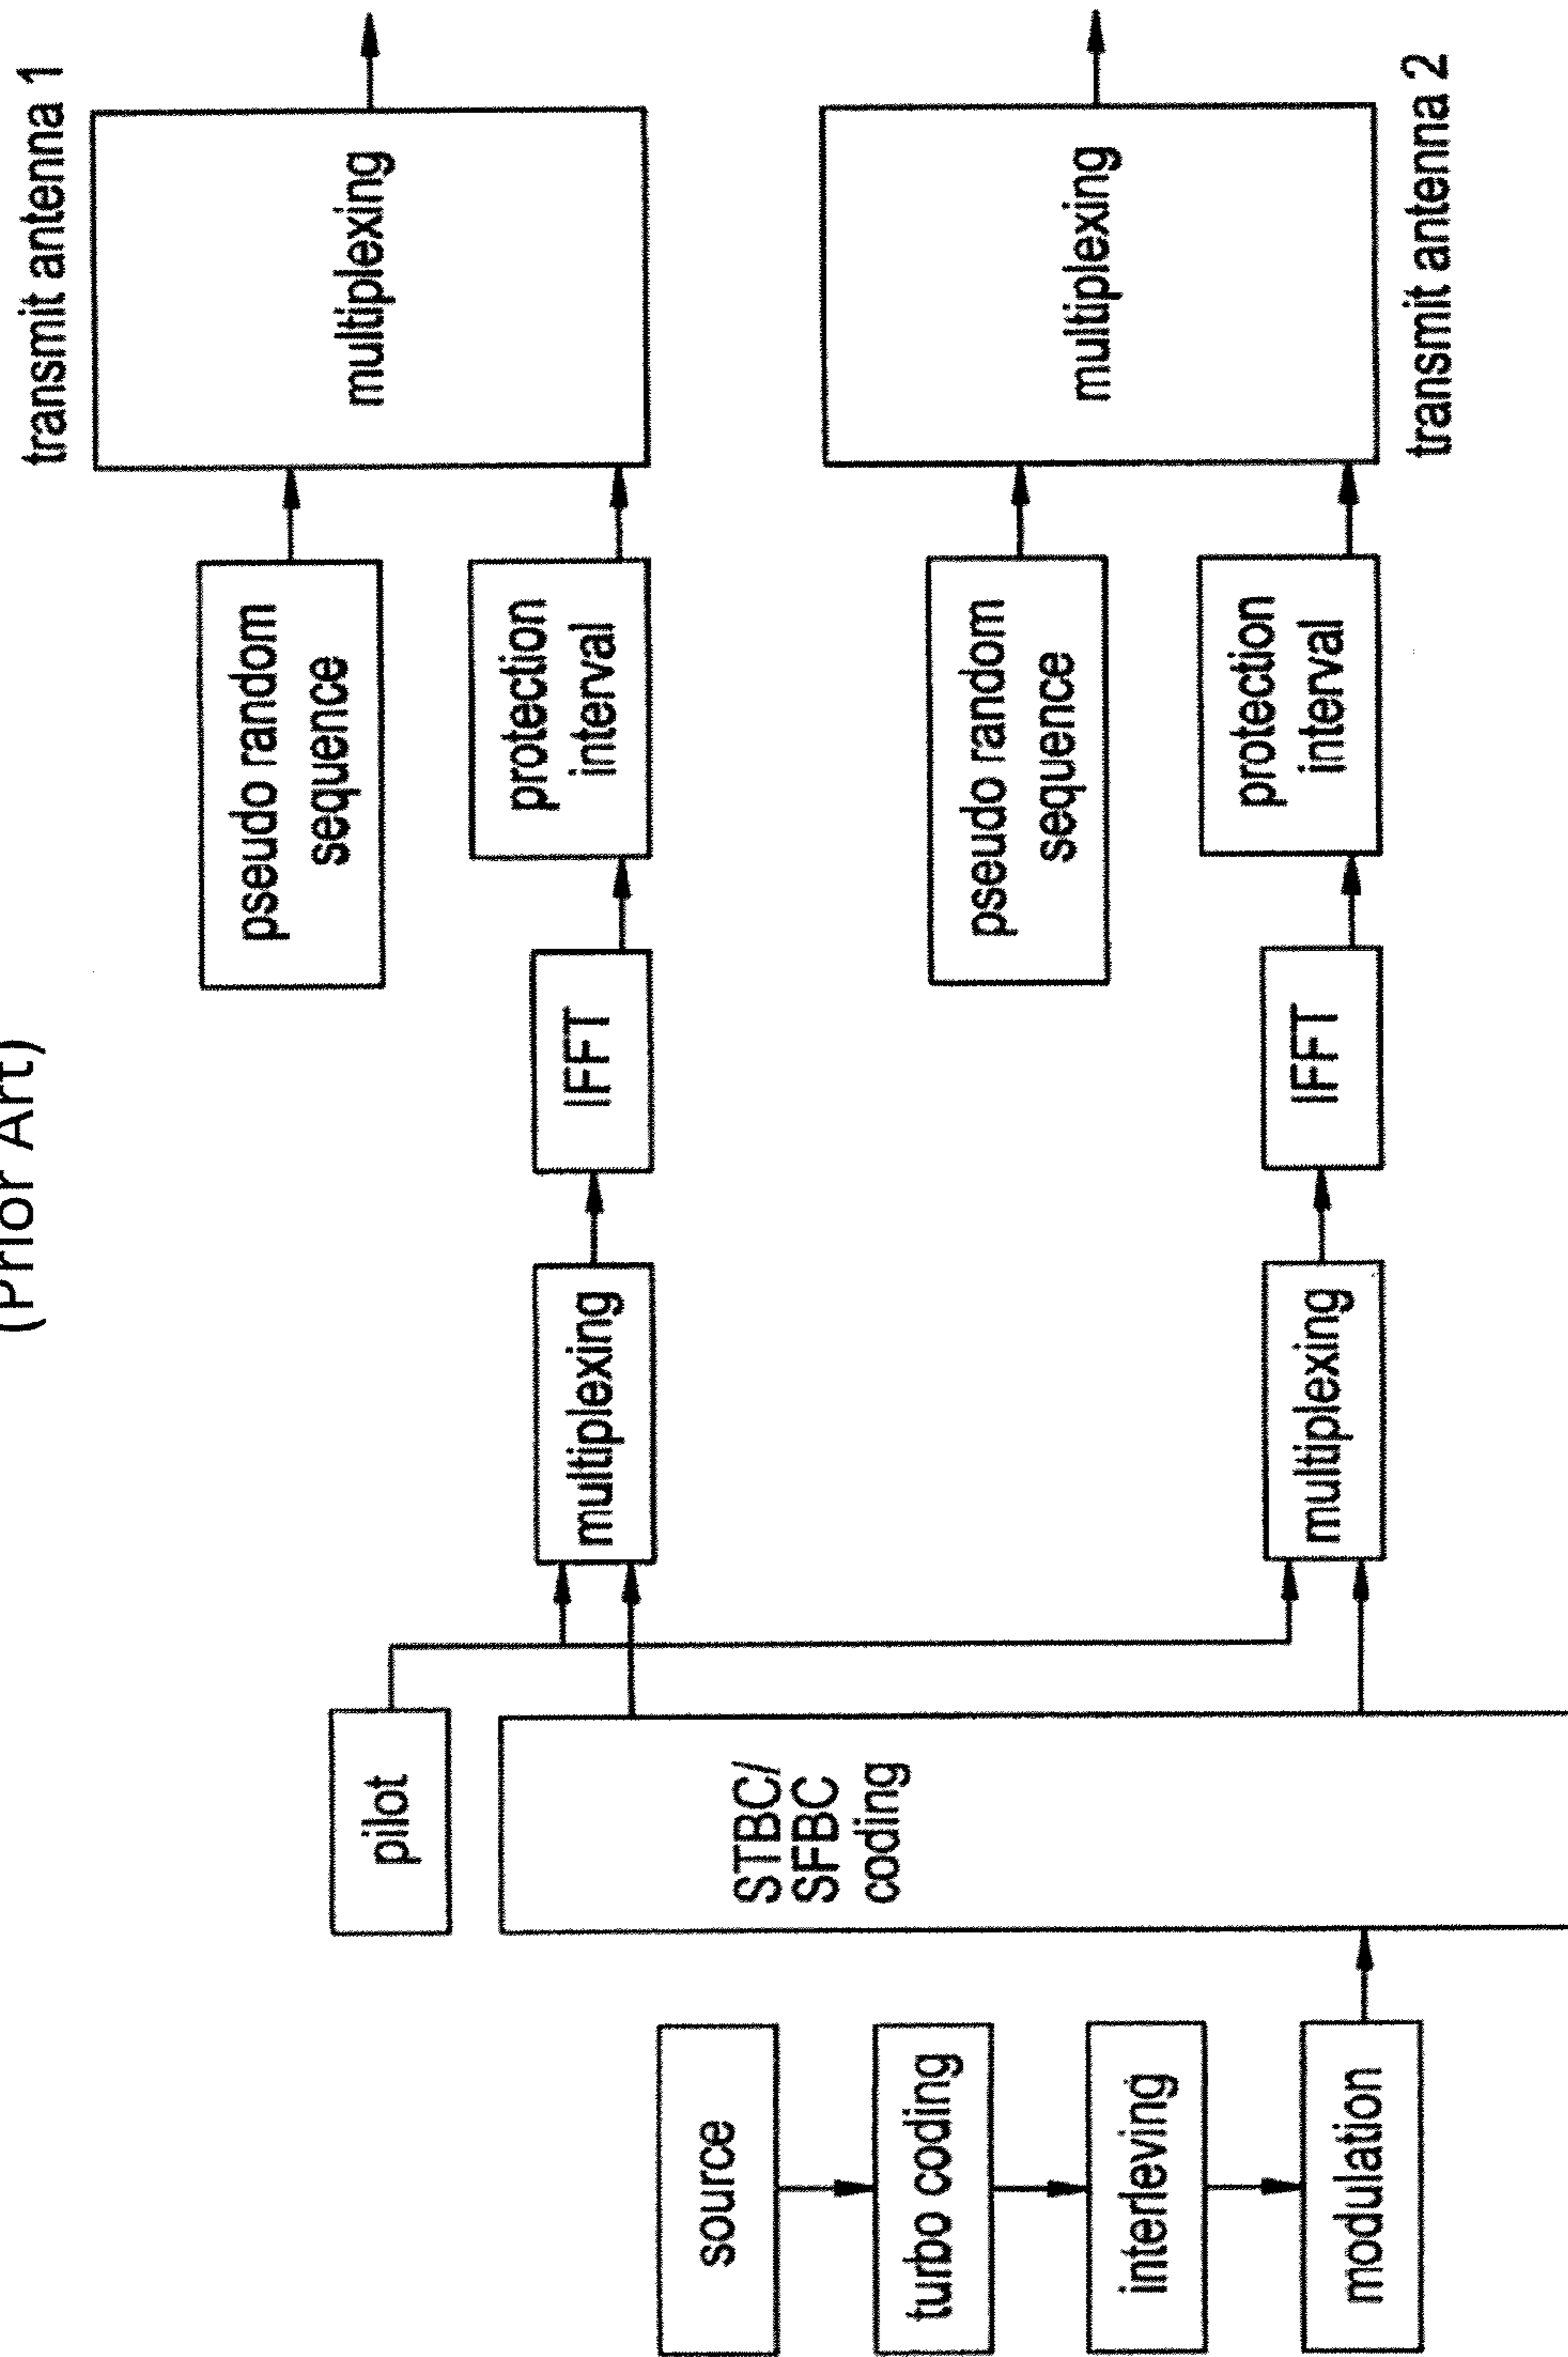 (Prior Art)
transmit antenna 1
pseudo random
sequence
multiplexing
pilot
multiplexing
IFFT
protection
interval
source
turbo coding
interleving
modulation
STBC/
SFBC
coding
pseudo random
sequence
multiplexing
multiplexing
IFFT
protection
interval
transmit antenna 2